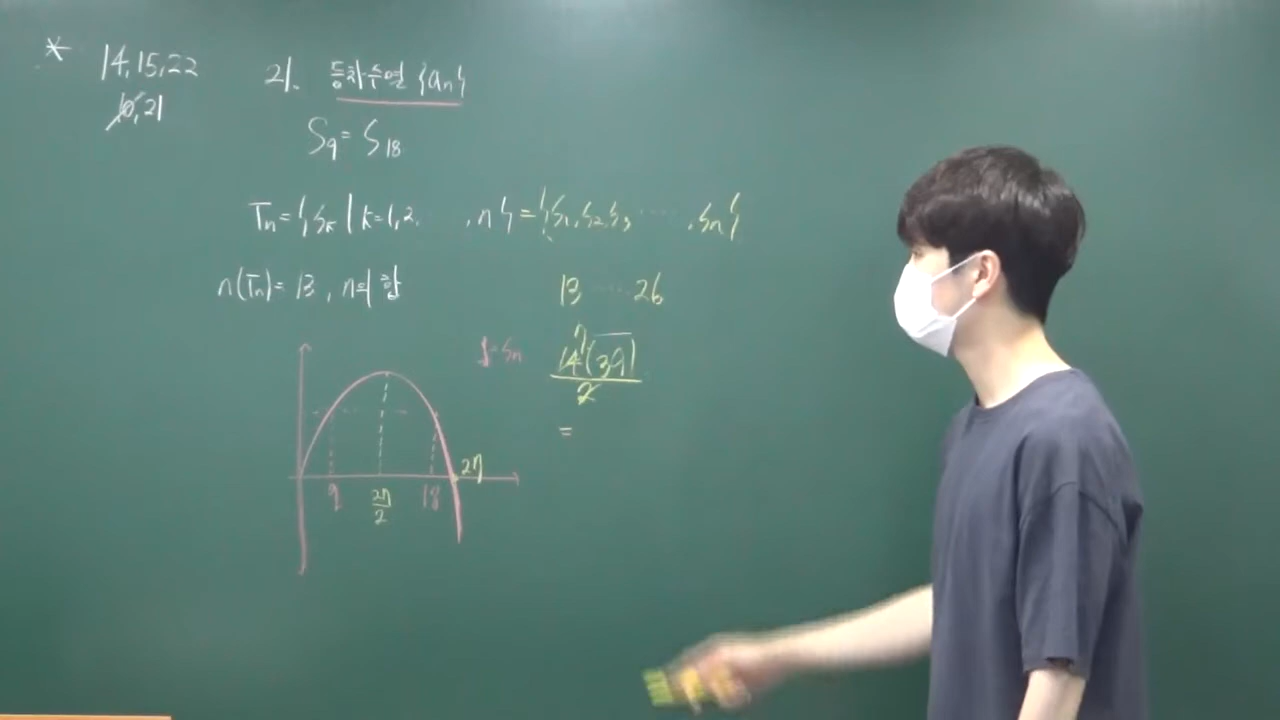 * 14, 15, 22
10, 21
21. 등차수열 {aₙ}
S₉ = S₁₈
Tₙ = {Sₖ | k=1, 2, , n} = {S₁, S₂, S₃ ···· , Sₙ}
n(Tₙ) = 13 , n의 합
13 ···· 26
y=Sₙ
14 7 (39)
2
=
9
27
2
18
27